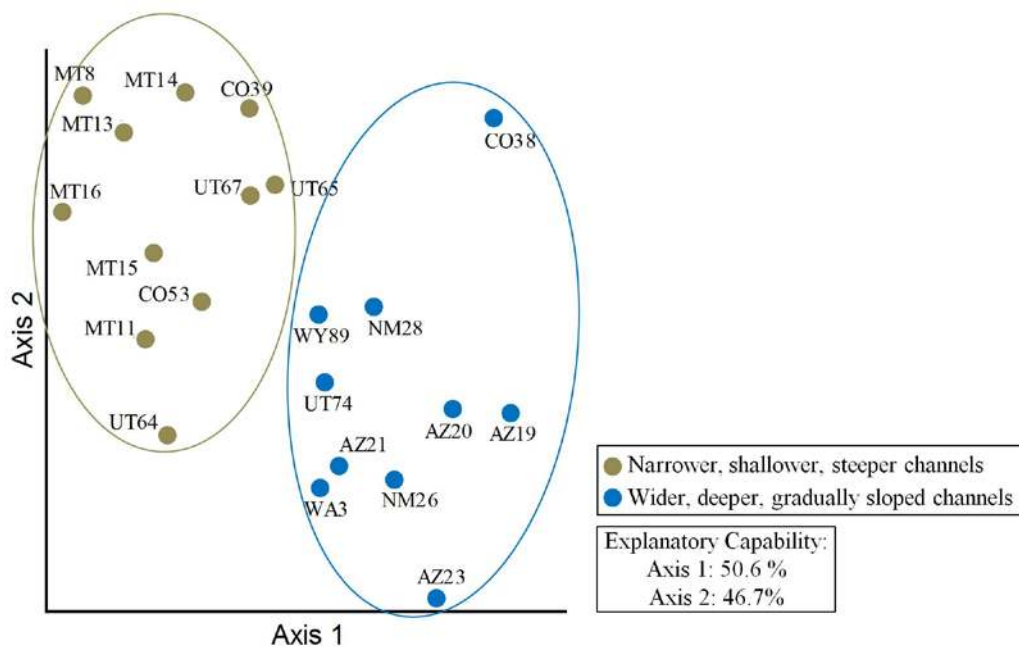 MT8
MT14
CO39
MT13
CO38
UT67
UT65
MT16
MT15
CO53
MT11
WY89
NM28
UT74
UT64
AZ20
AZ19
AZ21
WA3
NM26
AZ23
Axis 2
Axis 1
Narrower, shallower, steeper channels
Wider, deeper, gradually sloped channels
Explanatory Capability:
Axis 1: 50.6 %
Axis 2: 46.7%